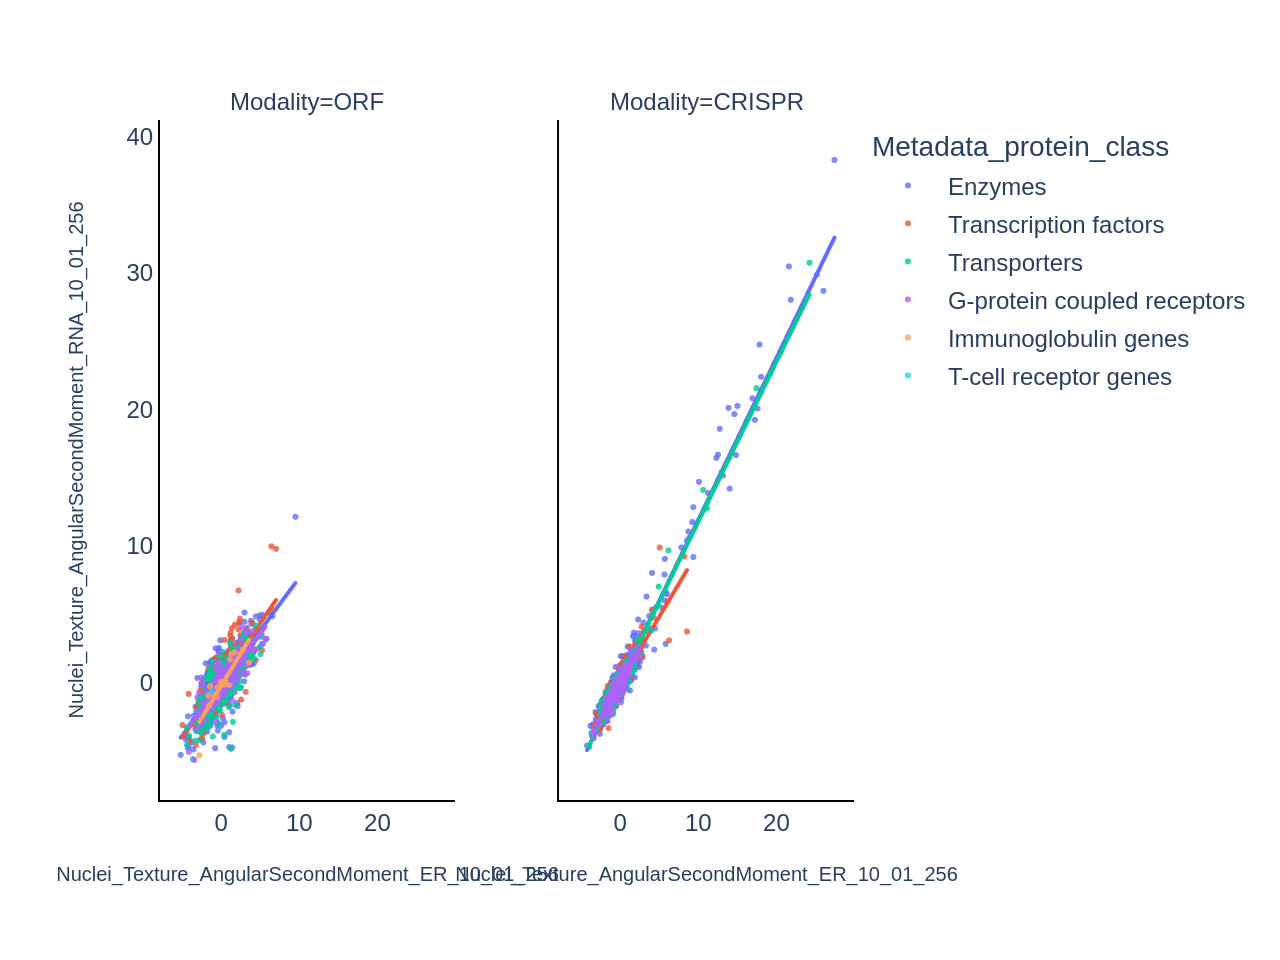 Modality=ORF
Modality=CRISPR
Metadata_protein_class
Enzymes
Transcription factors
Transporters
G-protein coupled receptors
Immunoglobulin genes
T-cell receptor genes
Nuclei_Texture_AngularSecondMoment_RNA_10_01_256
40
30
20
10
0
0
10
20
0
10
20
Nuclei_Texture_AngularSecondMoment_ER_10_01_256
Nuclei_Texture_AngularSecondMoment_ER_10_01_256